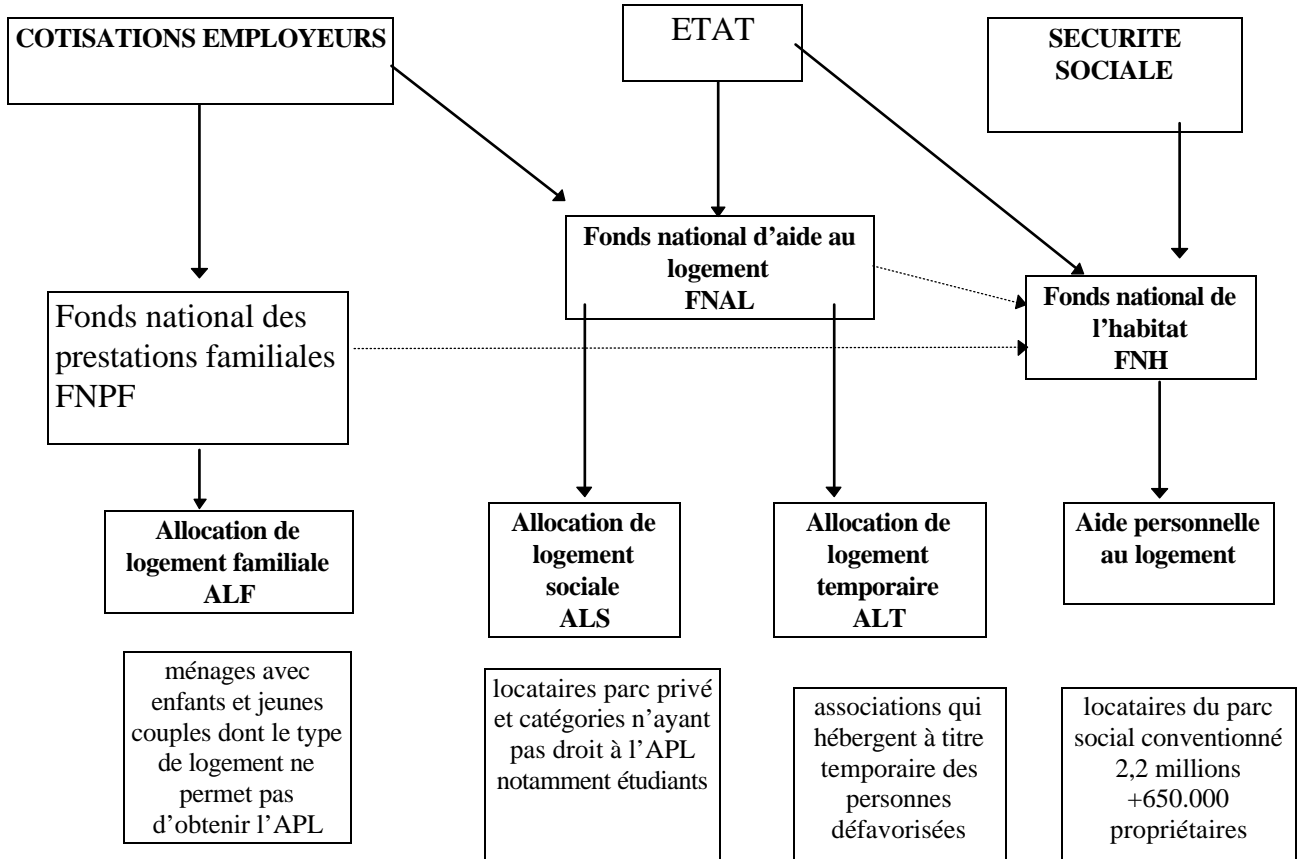 COTISATIONS EMPLOYEURS
ETAT
SECURITE
SOCIALE
Fonds national d’aide au
logement
FNAL
Fonds national des
prestations familiales
FNPF
Fonds national de
l’habitat
FNH
Allocation de
logement familiale
ALF
Allocation de
logement
sociale
ALS
Allocation de
logement
temporaire
ALT
Aide personnelle
au logement
ménages avec
enfants et jeunes
couples dont le type
de logement ne
permet pas
d’obtenir l’APL
locataires parc privé
et catégories n’ayant
pas droit à l’APL
notamment étudiants
associations qui
hébergent à titre
temporaire des
personnes
défavorisées
locataires du parc
social conventionné
2,2 millions
+650.000
propriétaires